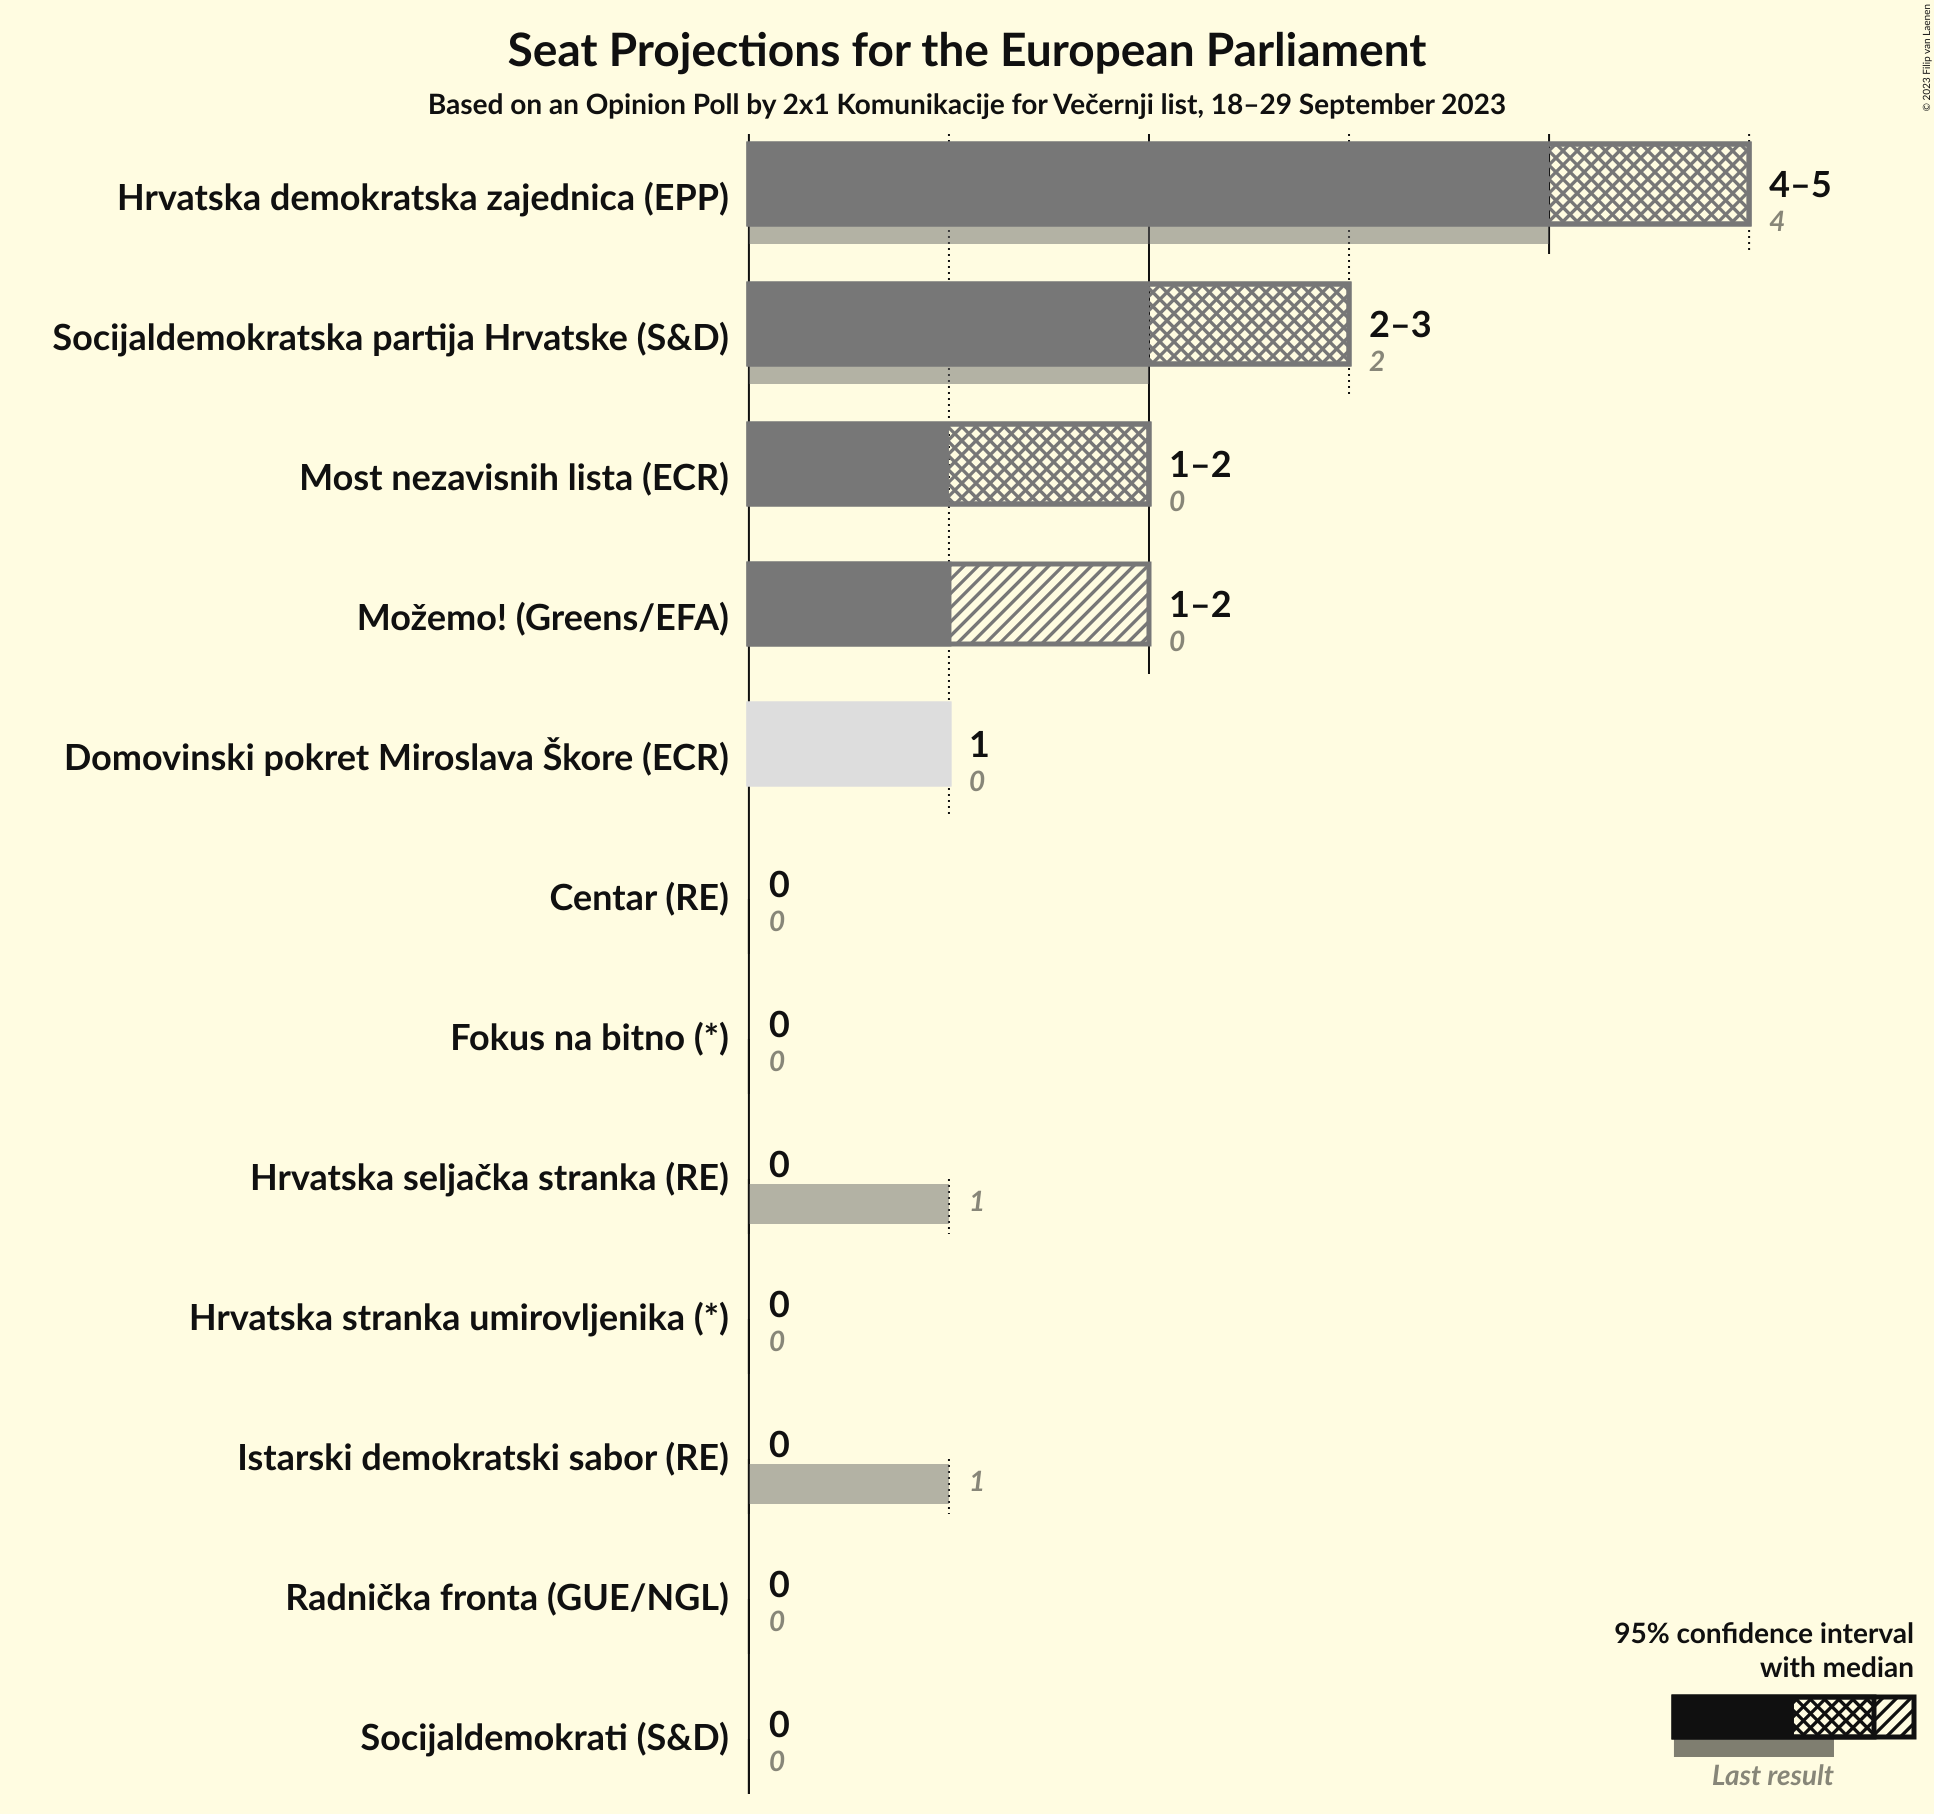 Seat Projections for the European Parliament
Based on an Opinion Poll by 2x1 Komunikacije for Večernji list, 18–29 September 2023
© 2023 Filip van Laenen
Hrvatska demokratska zajednica (EPP)
4–5
4
Socijaldemokratska partija Hrvatske (S&D)
2–3
2
Most nezavisnih lista (ECR)
1–2
0
Možemo! (Greens/EFA)
1–2
0
Domovinski pokret Miroslava Škore (ECR)
1
0
Centar (RE)
0
0
Fokus na bitno (*)
0
0
Hrvatska seljačka stranka (RE)
0
1
Hrvatska stranka umirovljenika (*)
0
0
Istarski demokratski sabor (RE)
0
1
Radnička fronta (GUE/NGL)
0
0
Socijaldemokrati (S&D)
0
0
95% confidence interval
with median
Last result